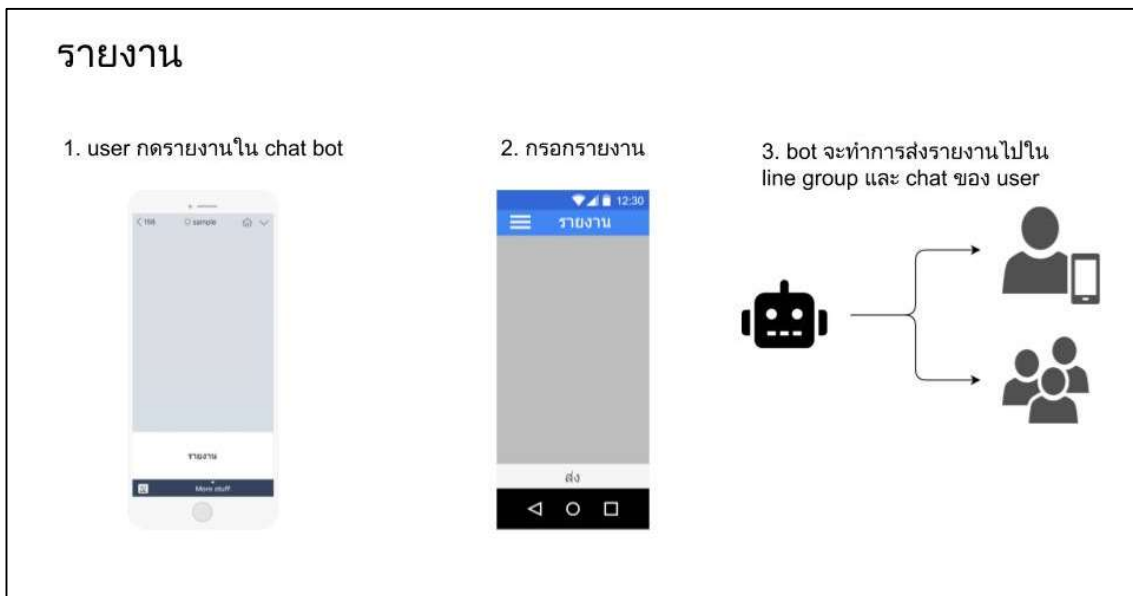 รายงาน
1. user กดรายงานใน chat bot
2. กรอกรายงาน
3. bot จะทำการส่งรายงานไปใน
line group และ chat ของ user
< 168
sample
รายงาน
More stuff
12:30
รายงาน
ส่ง